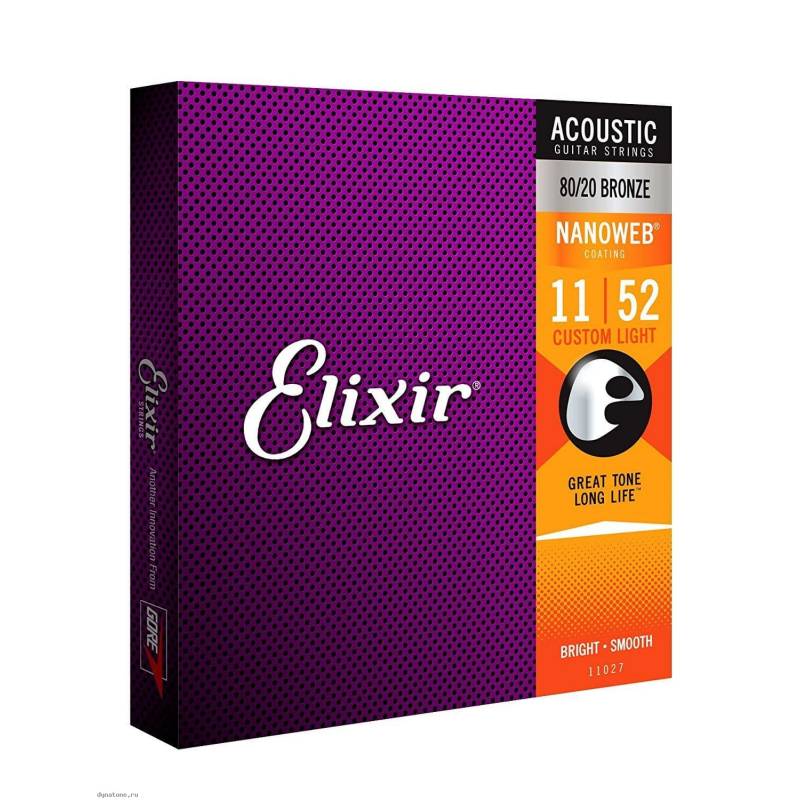 ACOUSTIC
GUITAR STRINGS
80/20 BRONZE
NANOWEB®
COATING
11 | 52
CUSTOM LIGHT
Elixir®
GREAT TONE
LONG LIFE™
BRIGHT • SMOOTH
11027
Elixir
STRINGS
Another Innovation From
GORE
dynatone.ru